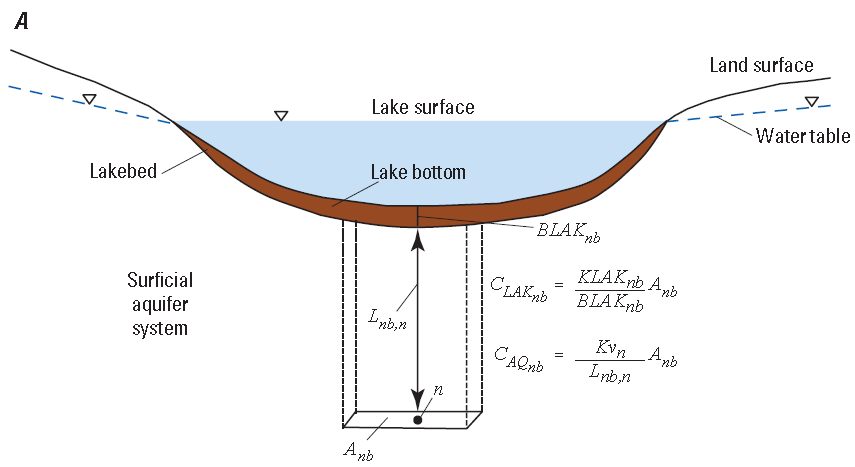 A
Land surface
Lake surface
Water table
Lakebed
Lake bottom
BLAK_nb
Surficial
aquifer
system
C_LAK_nb = KLAK_nb / BLAK_nb A_nb
L_nb,n
C_AQ_nb = Kv_n / L_nb,n A_nb
n
A_nb